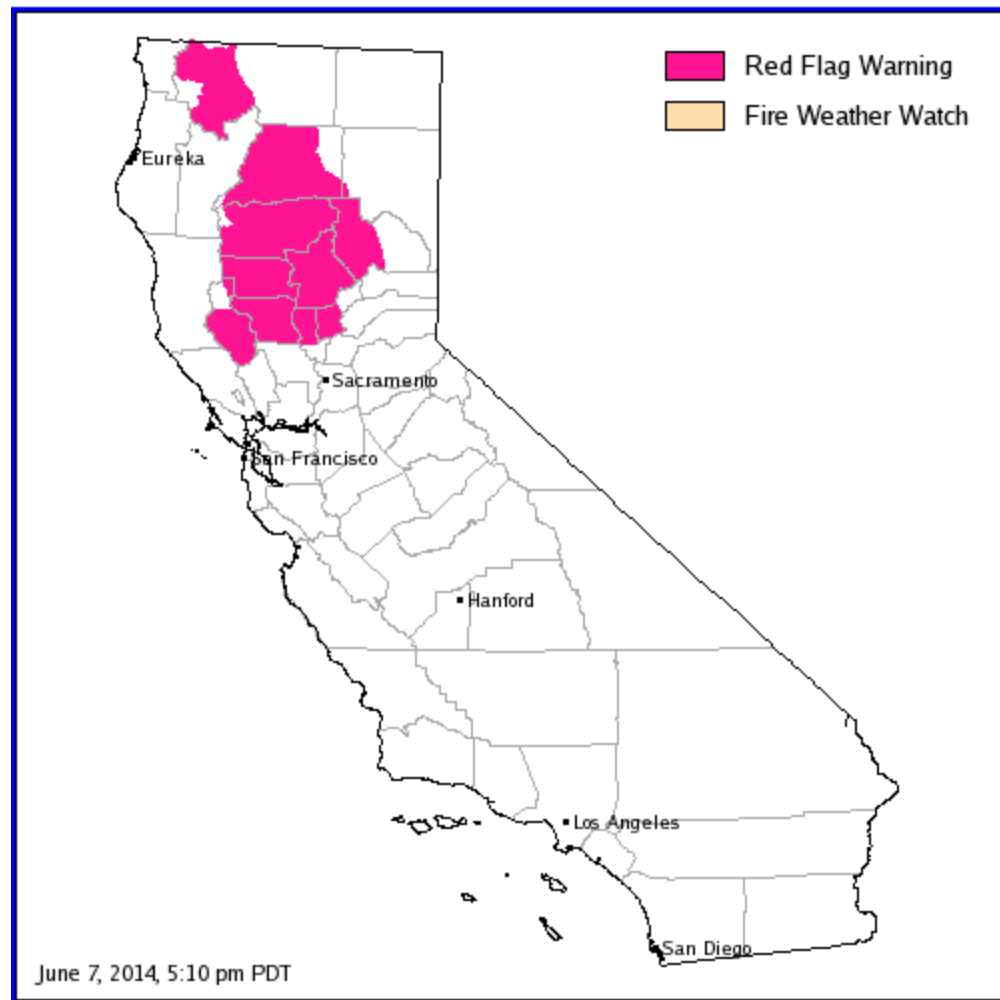 Red Flag Warning
Fire Weather Watch
Eureka
Sacramento
San Francisco
Hanford
Los Angeles
San Diego
June 7, 2014, 5:10 pm PDT